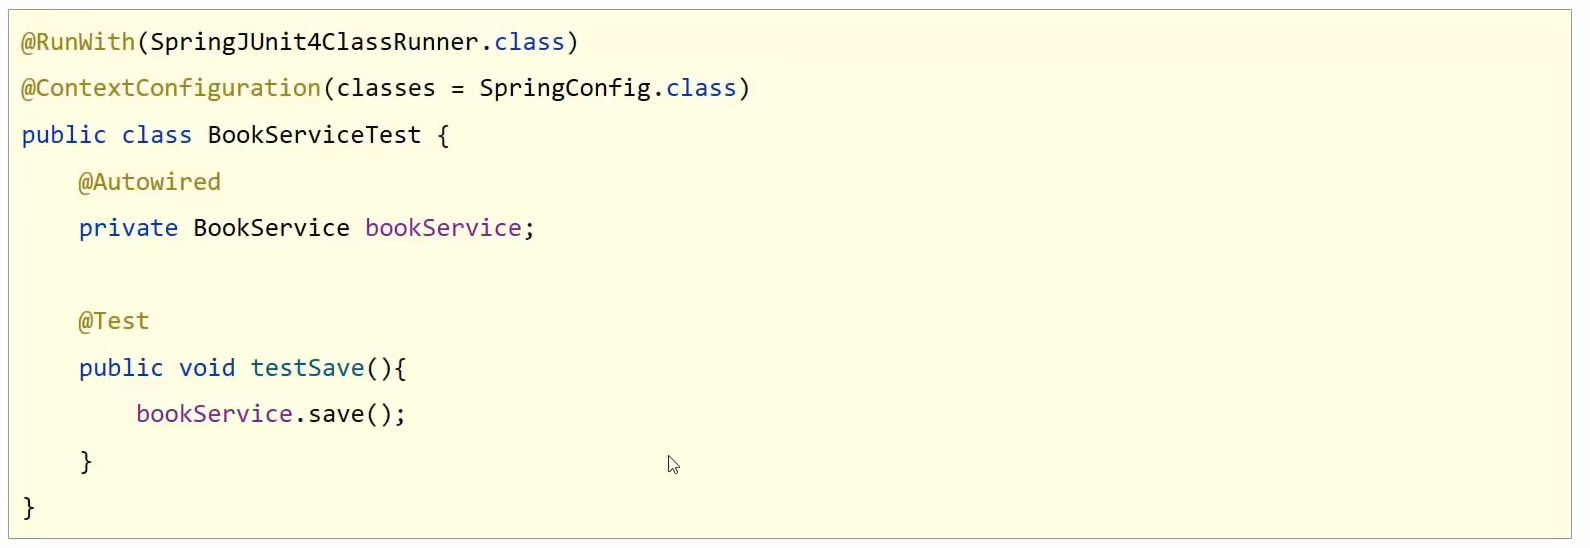 @RunWith(SpringJUnit4ClassRunner.class)
@ContextConfiguration(classes = SpringConfig.class)
public class BookServiceTest {
    @Autowired
    private BookService bookService;

    @Test
    public void testSave(){
        bookService.save();
    }
}